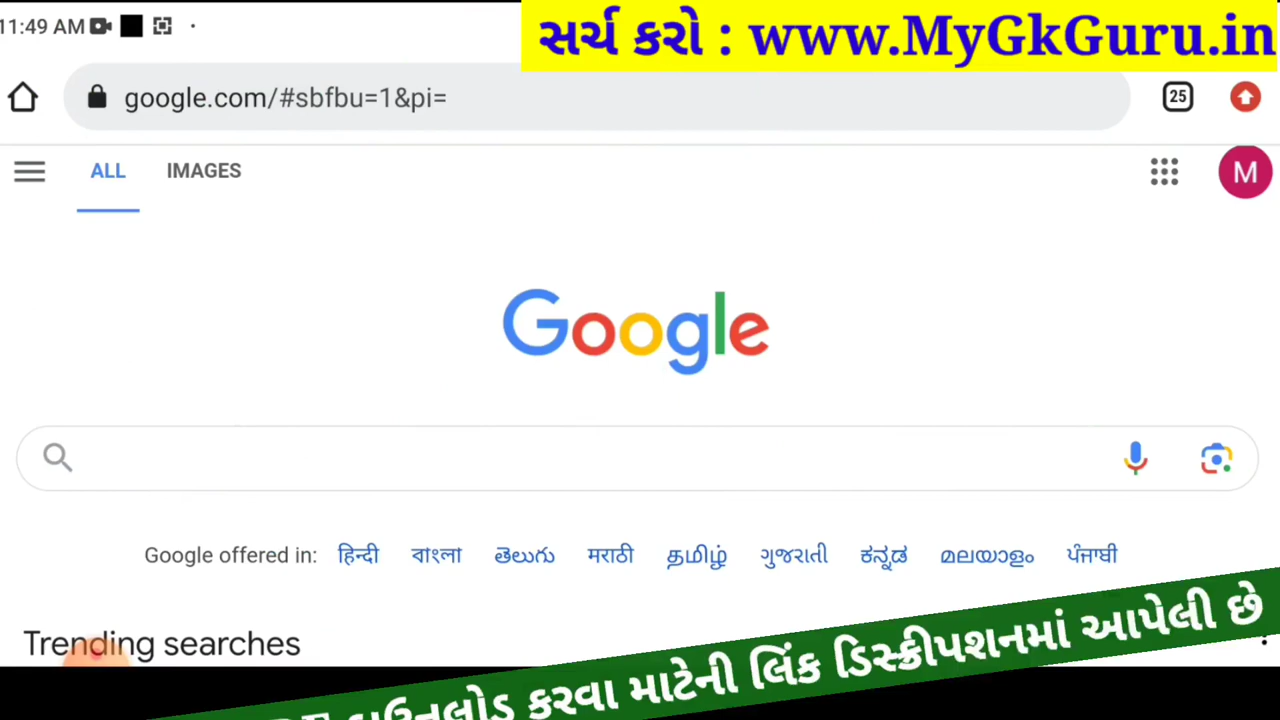 11:49 AM
સર્ચ કરો : www.MyGkGuru.in
google.com/#sbfbu=1&pi=
25
ALL IMAGES
M
Google
Google offered in: हिन्दी বাংলা తెలుగు मराठी தமிழ் ગુજરાતી ಕನ್ನಡ മലയാളം ਪੰਜਾਬੀ
Trending searches
કરવા માટેની લિંક ડિસ્ક્રીપશનમાં આપેલી છે